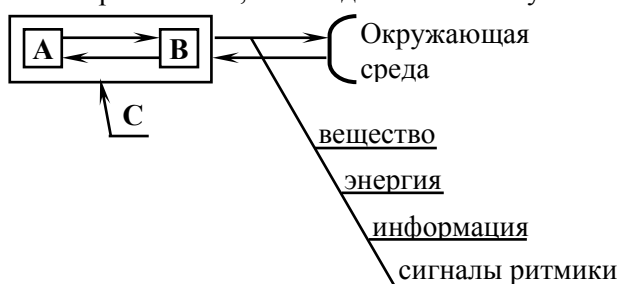 Окружающая
A B
среда
C
вещество
энергия
информация
сигналы ритмики